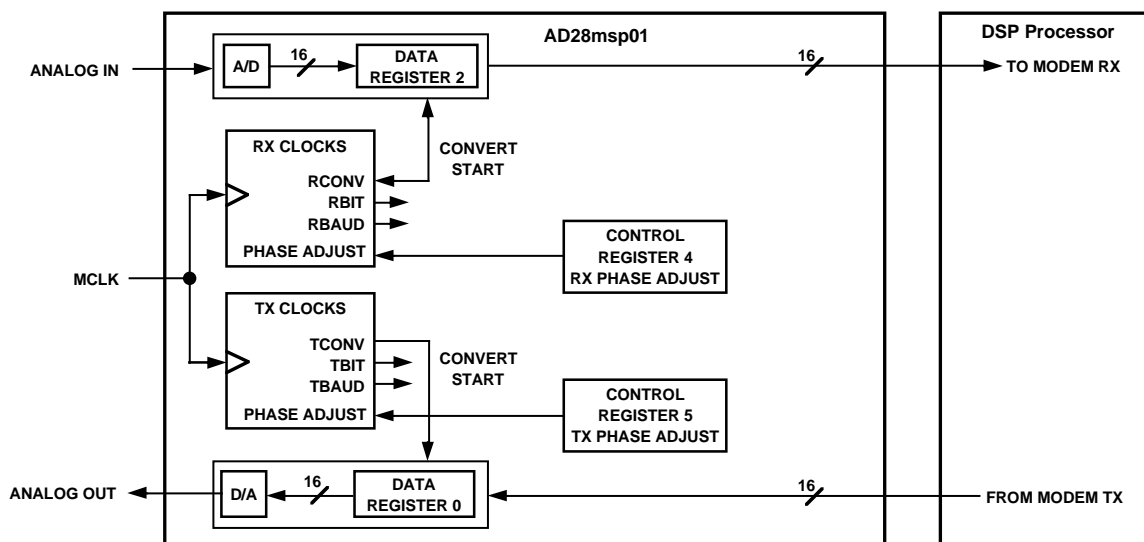 AD28msp01
DSP Processor
ANALOG IN
A/D
16
DATA
REGISTER 2
16
TO MODEM RX
RX CLOCKS
RCONV
RBIT
RBAUD
PHASE ADJUST
CONVERT
START
CONTROL
REGISTER 4
RX PHASE ADJUST
MCLK
TX CLOCKS
TCONV
TBIT
TBAUD
PHASE ADJUST
CONVERT
START
CONTROL
REGISTER 5
TX PHASE ADJUST
ANALOG OUT
D/A
16
DATA
REGISTER 0
16
FROM MODEM TX